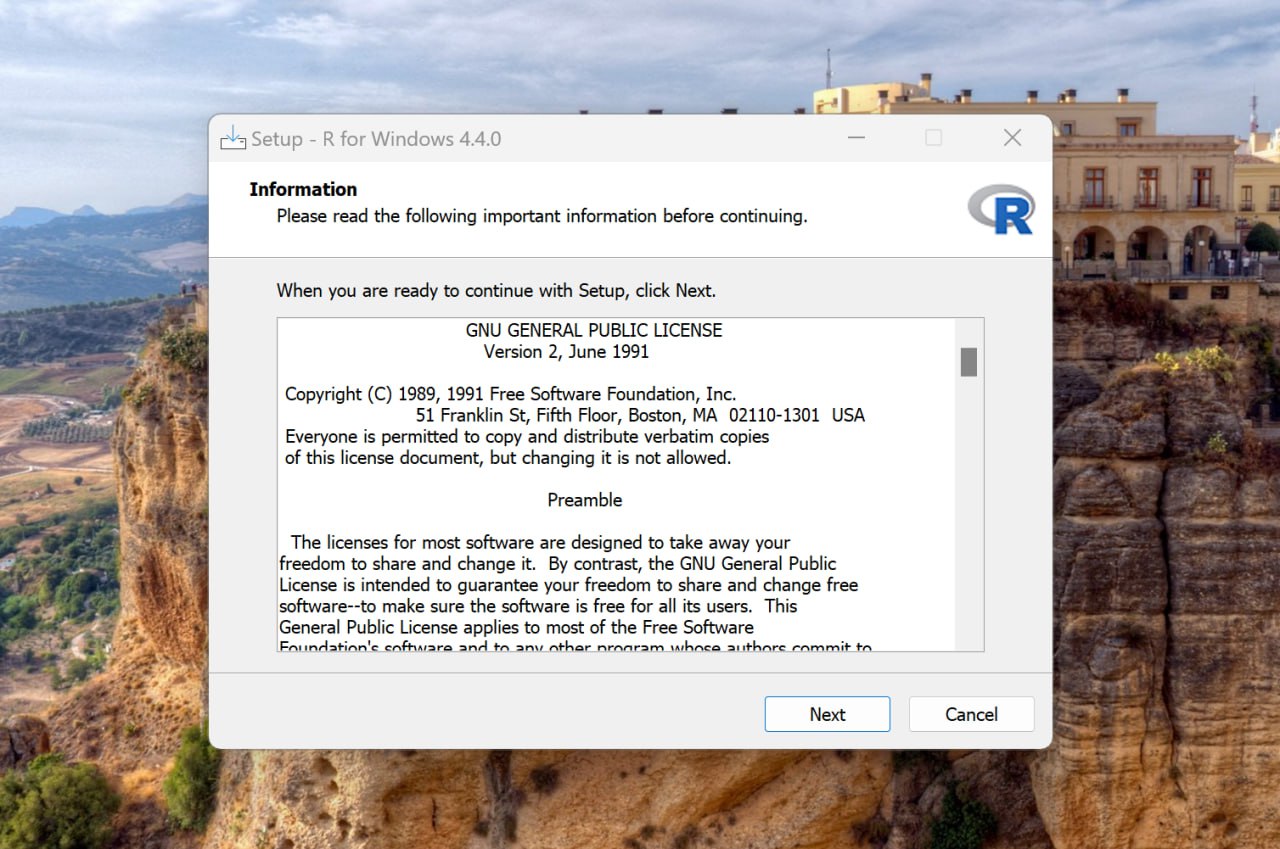 Setup - R for Windows 4.4.0
Information
Please read the following important information before continuing.
R
When you are ready to continue with Setup, click Next.
GNU GENERAL PUBLIC LICENSE
Version 2, June 1991
Copyright (C) 1989, 1991 Free Software Foundation, Inc.
51 Franklin St, Fifth Floor, Boston, MA  02110-1301  USA
Everyone is permitted to copy and distribute verbatim copies
of this license document, but changing it is not allowed.
Preamble
The licenses for most software are designed to take away your
freedom to share and change it.  By contrast, the GNU General Public
License is intended to guarantee your freedom to share and change free
software--to make sure the software is free for all its users.  This
General Public License applies to most of the Free Software
Foundation's software and to any other program whose authors commit to
Next
Cancel